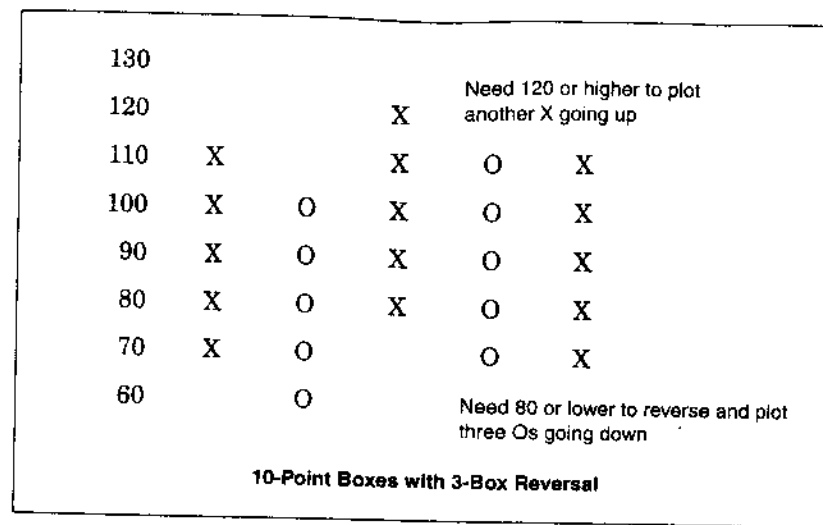 130
120 X Need 120 or higher to plot
another X going up
110 X X O X
100 X O X O X
90 X O X O X
80 X O X O X
70 X O O X
60 O Need 80 or lower to reverse and plot
three Os going down
10-Point Boxes with 3-Box Reversal